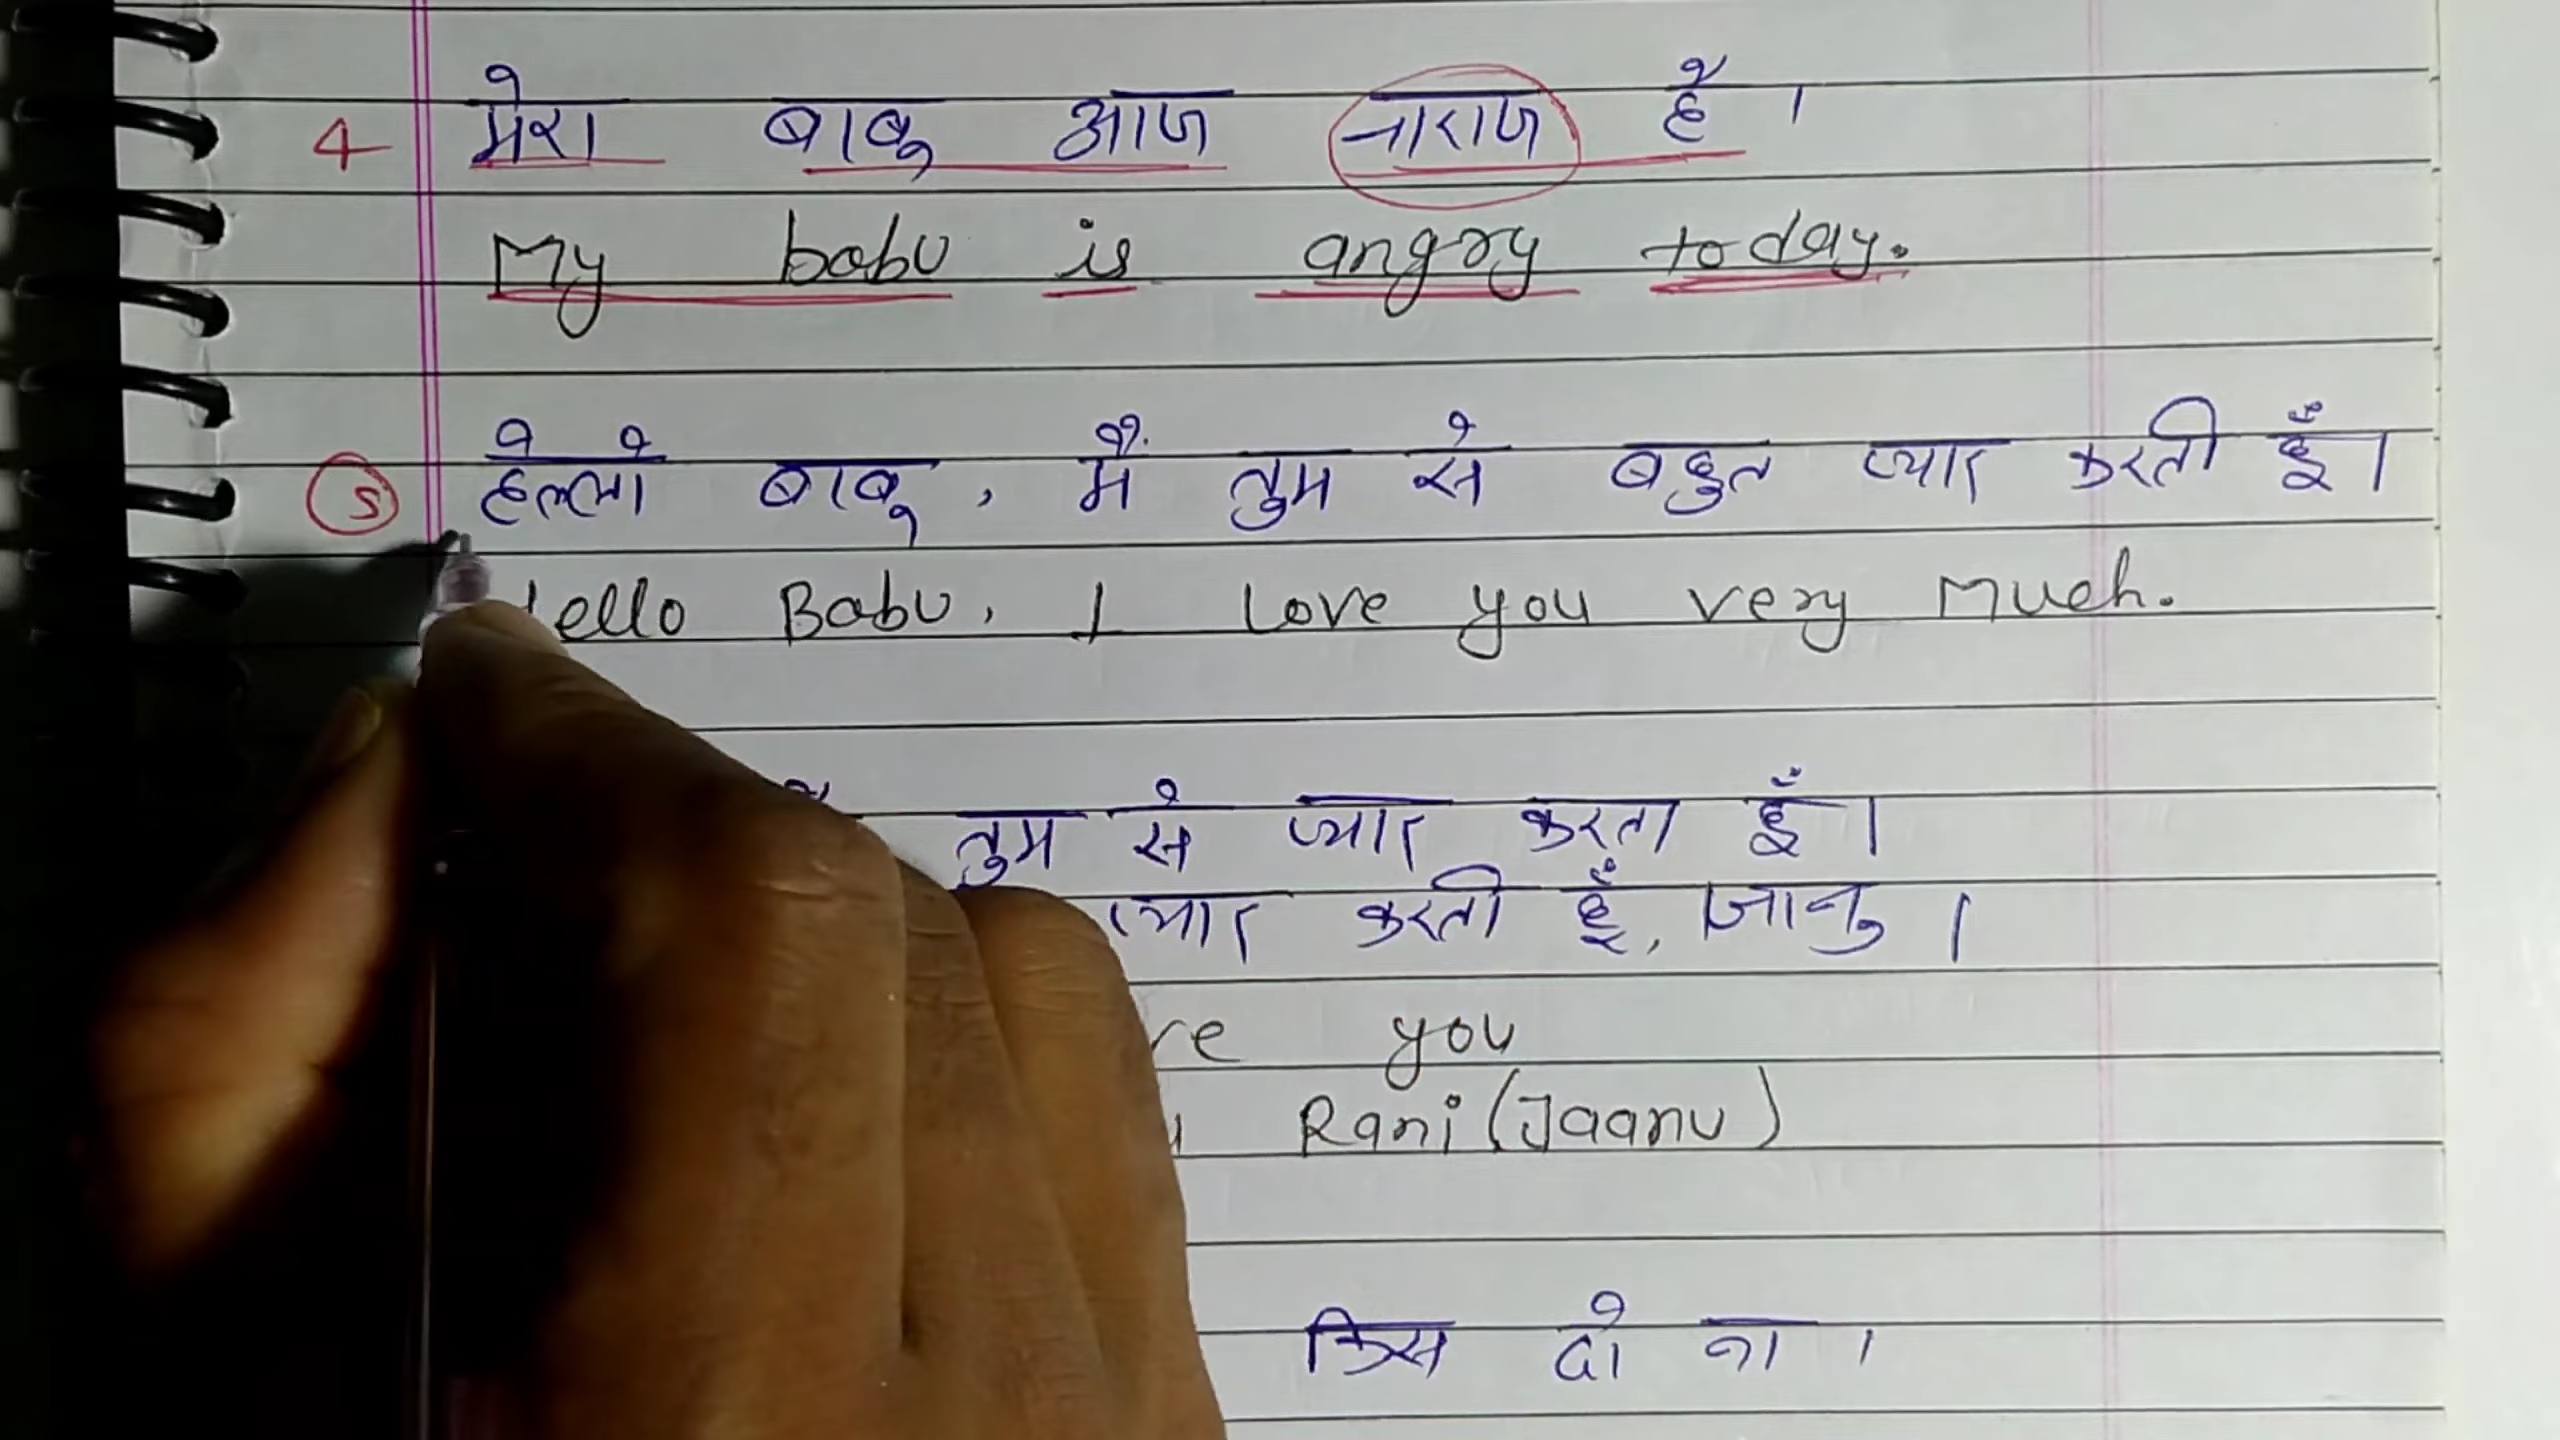 4 मेरा बाबू आज नाराज है ।
My babu is angry today.
5 हेल्लो बाबू, मैं तुम से बहुत प्यार करती हूँ।
Hello Babu, I love you very much.
तुम से प्यार करता हूँ।
प्यार करती हूँ, जानु ।
you
Rani (Jaanu)
किस दो ना ।